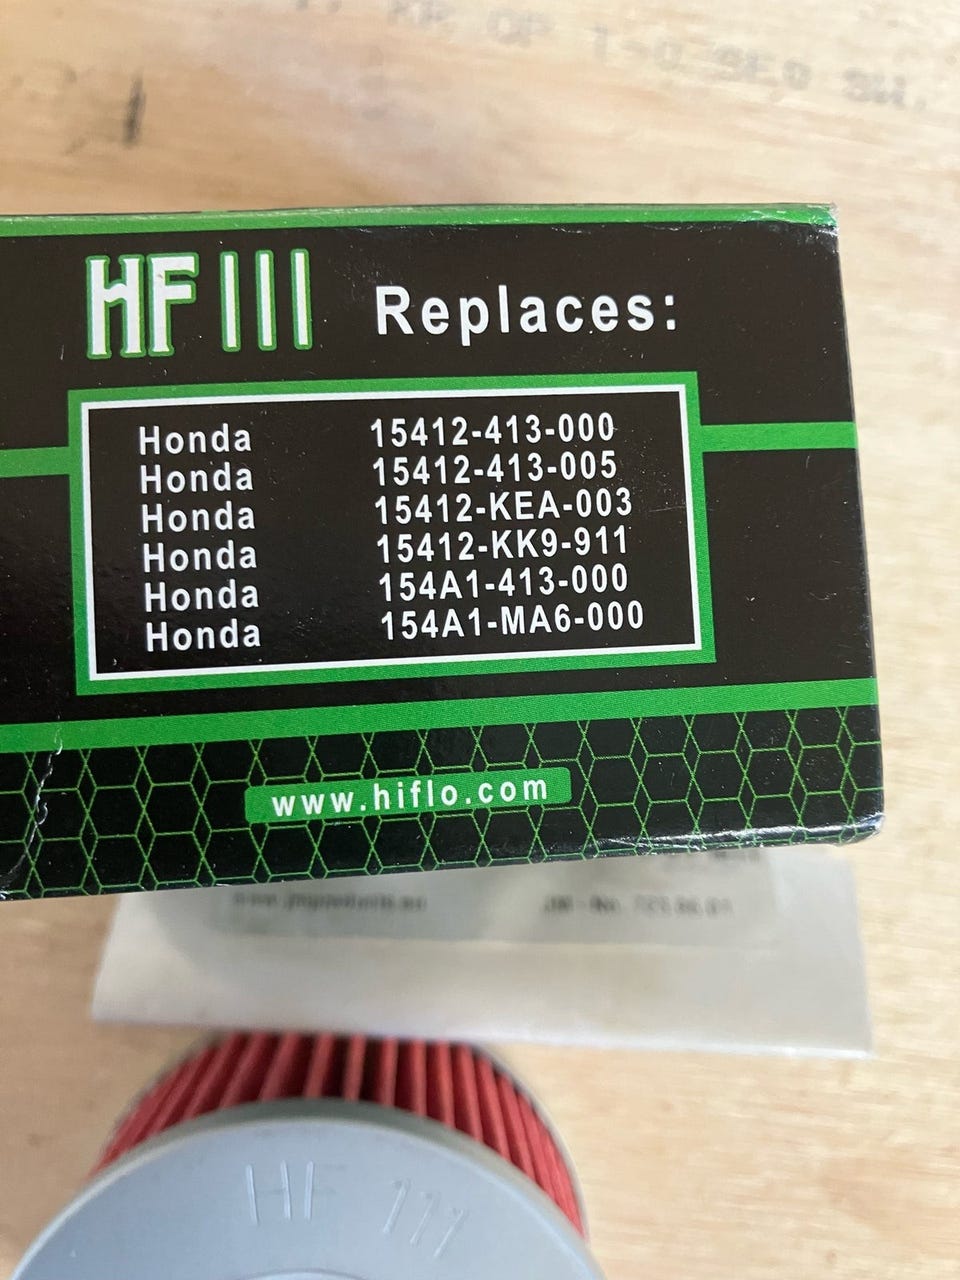 HF111 Replaces:
Honda 15412-413-000
Honda 15412-413-005
Honda 15412-KEA-003
Honda 15412-KK9-911
Honda 154A1-413-000
Honda 154A1-MA6-000
www.hiflo.com
HF 111